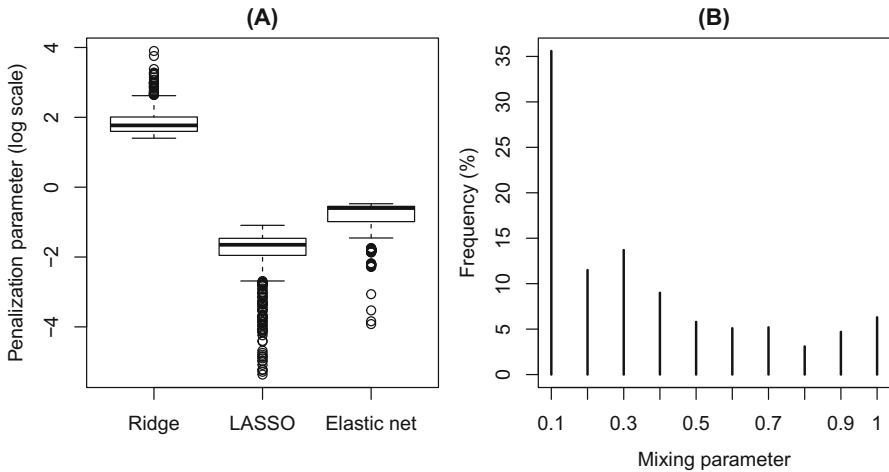 (A)
Penalization parameter (log scale)
4
2
0
−2
−4
Ridge
LASSO
Elastic net
(B)
Frequency (%)
35
30
25
20
15
10
5
0
0.1
0.3
0.5
0.7
0.9
1
Mixing parameter